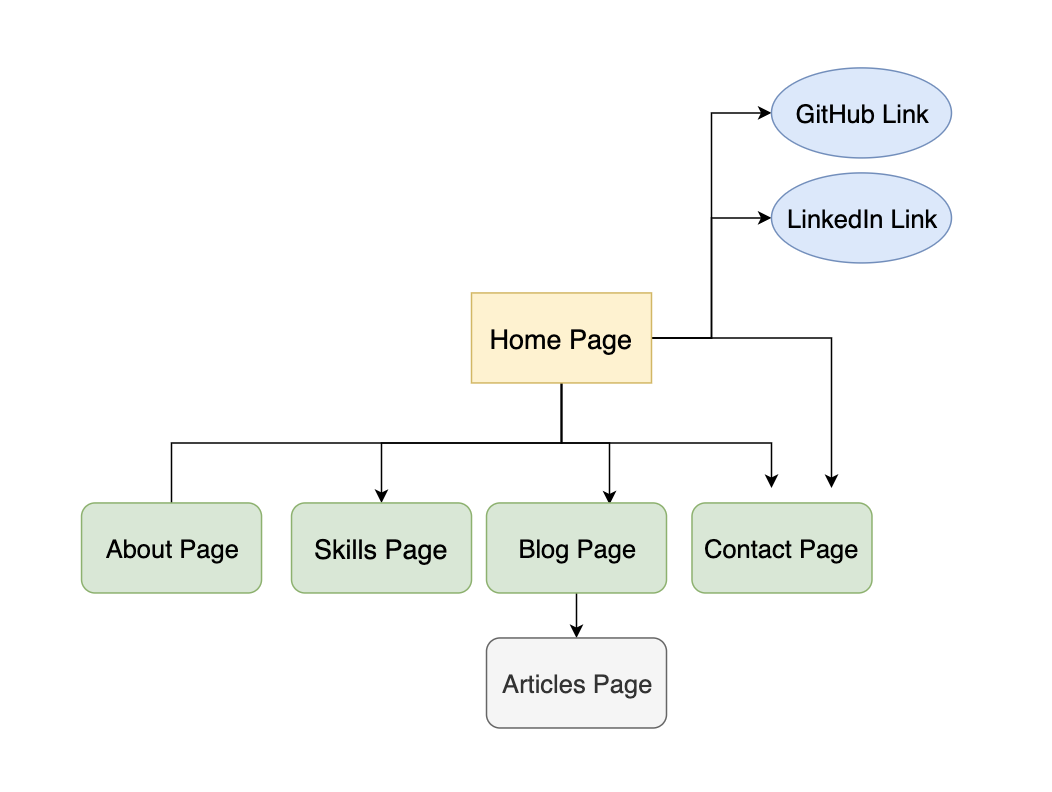 GitHub Link
LinkedIn Link
Home Page
About Page
Skills Page
Blog Page
Contact Page
Articles Page